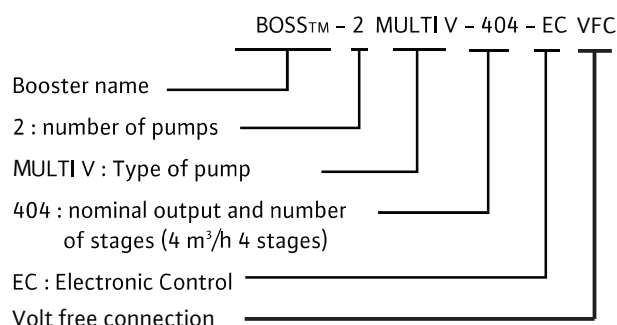 BOSS™ – 2 MULTI V – 404 – EC VFC
Booster name
2 : number of pumps
MULTI V : Type of pump
404 : nominal output and number
of stages (4 m³/h 4 stages)
EC : Electronic Control
Volt free connection